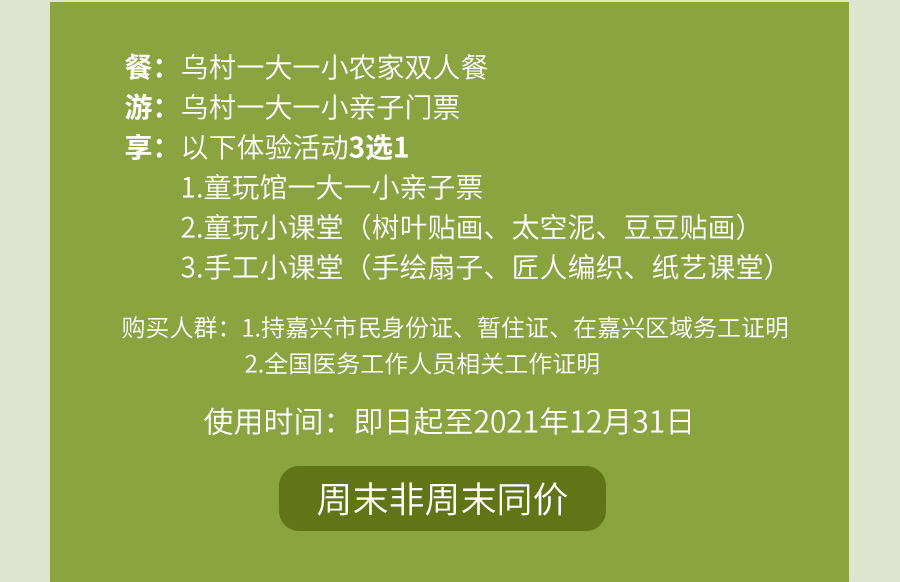 餐：乌村一大一小农家双人餐
游：乌村一大一小亲子门票
享：以下体验活动3选1
1.童玩馆一大一小亲子票
2.童玩小课堂（树叶贴画、太空泥、豆豆贴画）
3.手工小课堂（手绘扇子、匠人编织、纸艺课堂）
购买人群：1.持嘉兴市民身份证、暂住证、在嘉兴区域务工证明
2.全国医务工作人员相关工作证明
使用时间：即日起至2021年12月31日
周末非周末同价